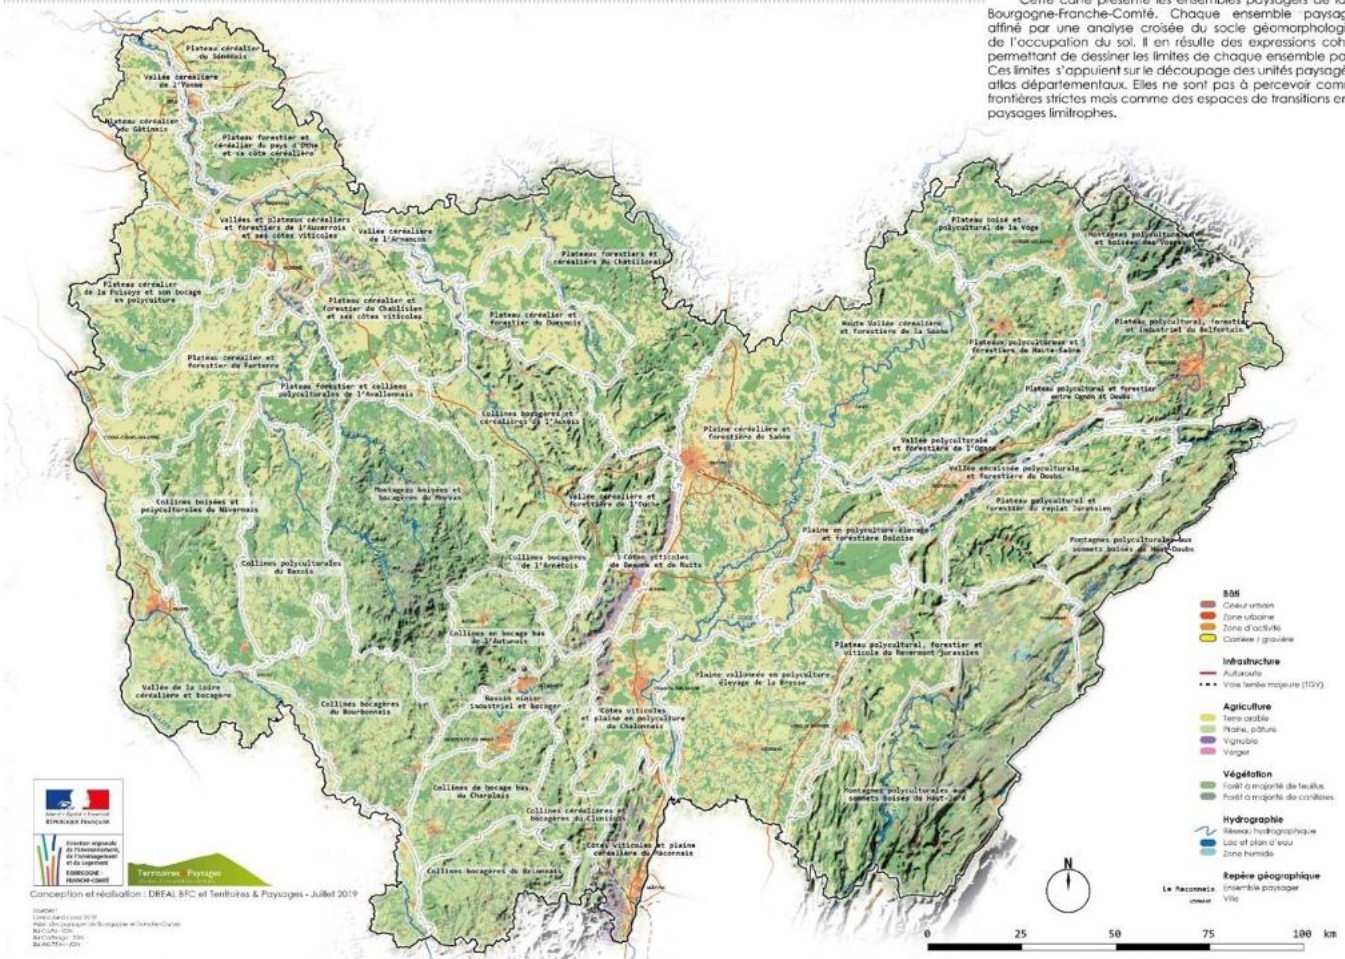 Cette carte présente les ensembles paysagers de la
Bourgogne-Franche-Comté. Chaque ensemble paysag
affiné par une analyse croisée du socle géomorphologi
de l'occupation du sol. Il en résulte des expressions coh
permettant de dessiner les limites de chaque ensemble pa
Ces limites s'appuient sur le découpage des unités paysagè
atlas départementaux. Elles ne sont pas à percevoir com
frontières strictes mais comme des espaces de transitions en
paysages limitrophes.
Plateau céréalier
du Sénonais
Vallée céréalière
de l'Yonne
Plateau céréalier
du Gâtinais
Plateau forestier et
céréalier du pays d'Othe
et sa côte céréalière
Vallées et plateaux céréaliers
et forestiers de l'Auxerrois
et ses côtes viticoles
Vallée céréalière
de l'Armançon
Plateaux forestiers et
céréaliers du Châtillonnais
Plateau boisé et
polycultural de la Vôge
Montagnes polyculturales
et boisées des Vosges
Plateau céréalier
de la Puisaye et son bocage
en polyculture
Plateau céréalier et
forestier du Chablisien
et ses côtes viticoles
Plateau céréalier et
forestier du Duesmois
Haute Vallée céréalière
et forestière de la Saône
Plateau polycultural, forestier
et industriel du Belfortain
Plateaux polyculturaux et
forestiers de Haute-Saône
Plateau céréalier et
forestier du Forterre
Plateau forestier et collines
polyculturales de l'Avallonnais
Plateau polycultural et forestier
entre Ognon et Doubs
Collines bocagères et
céréalières de l'Auxois
Plaine céréalière et
forestière de Saône
Vallée polyculturale
et forestière de l'Ognon
Vallée encaissée polyculturale
et forestière du Doubs
Collines boisées et
polyculturales du Nivernais
Montagnes boisées et
bocagères du Morvan
Vallée céréalière et
forestière de l'Ouche
Plateau polycultural et
forestier du replat Jurassien
Plaine en polyculture élevage
et forestière Doloise
Montagnes polyculturales aux
sommets boisés du Haut-Doubs
Collines polyculturales
du Bazois
Collines bocagères
de l'Arnétois
Côtes viticoles
de Beaune et de Nuits
Collines en bocage bas
de l'Autunois
Plateau polycultural, forestier et
viticole du Revermont Jurassien
Vallée de la Loire
céréalière et bocagère
Collines bocagères
du Bourbonnais
Bassin minier
industriel et bocager
Plaine vallonnée en polyculture
élevage de la Bresse
Côtes viticoles
et plaine en polyculture
du Chalonnais
Collines de bocage bas
du Charolais
Collines céréalières et
bocagères du Clunisois
Montagnes polyculturales aux
sommets boisés du Haut-Jura
Côtes viticoles et plaine
céréalière du Mâconnais
Collines bocagères du Brionnais
Bâti
Coeur urbain
Zone urbaine
Zone d'activité
Carrière / gravière
Infrastructure
Autoroute
Voie ferrée majeure (TGV)
Agriculture
Terre arable
Prairie, pâture
Vignoble
Verger
Végétation
Forêt à majorité de feuillus
Forêt à majorité de conifères
Hydrographie
Réseau hydrographique
Lac et plan d'eau
Zone humide
Repère géographique
Le Maconnais Ensemble paysager
Ville
N
0 25 50 75 100 km
RÉPUBLIQUE FRANÇAISE
Direction régionale
de l'Environnement,
de l'Aménagement
et du Logement
BOURGOGNE-
FRANCHE-COMTÉ
Territoires & Paysages
Conception et réalisation : DREAL BFC et Territoires & Paysages - Juillet 2019